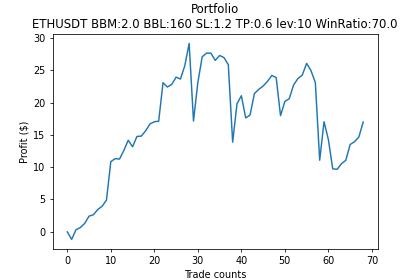 Portfolio
ETHUSDT BBM:2.0 BBL:160 SL:1.2 TP:0.6 lev:10 WinRatio:70.0
30
25
20
15
10
5
0
Profit ($)
0 10 20 30 40 50 60 70
Trade counts